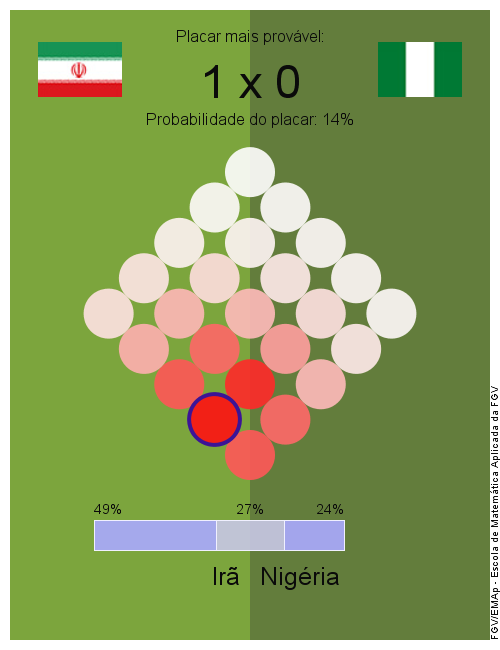 Placar mais provável:
1 x 0
Probabilidade do placar: 14%
49% 27% 24%
Irã Nigéria
FGV/EMAp - Escola de Matemática Aplicada da FGV